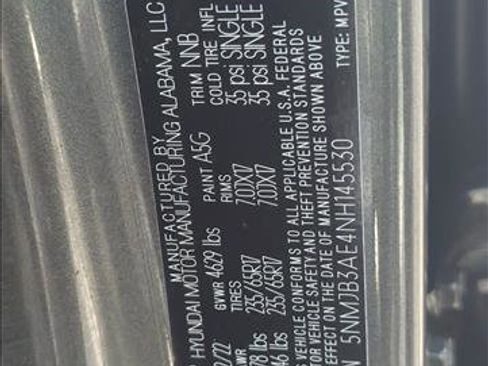 MANUFACTURED BY
HYUNDAI MOTOR MANUFACTURING ALABAMA, LLC
/22 GVWR 4629 lbs PAINT A5G TRIM NNB
TIRES RIMS COLD TIRE INFL
78 lbs 235/65R17 7.0JX17 35 psi SINGLE
46 lbs 235/65R17 7.0JX17 35 psi SINGLE
VEHICLE CONFORMS TO ALL APPLICABLE U.S.A. FEDERAL
MOTOR VEHICLE SAFETY AND THEFT PREVENTION STANDARDS
EFFECT ON THE DATE OF MANUFACTURE SHOWN ABOVE
5NMJB3AE4NH145530 TYPE: MPV